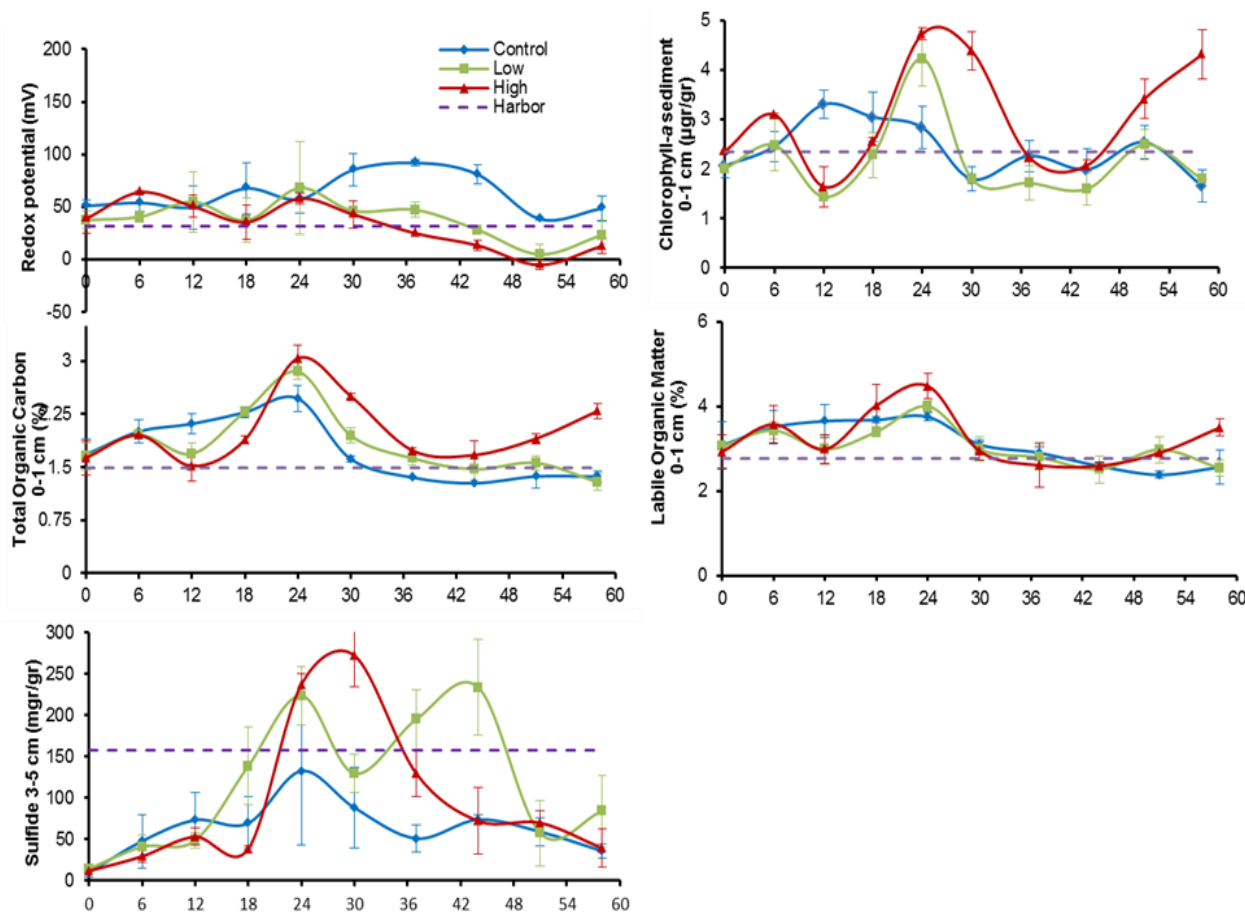 Redox potential (mV)
200
150
100
50
0
-50
0 6 12 18 24 30 36 42 48 54 60
Control
Low
High
Harbor
Chlorophyll-a sediment
0-1 cm (µgr/gr)
5
4
3
2
1
0
0 6 12 18 24 30 36 42 48 54 60
Total Organic Carbon
0-1 cm (%)
3
2.25
1.5
0.75
0
0 6 12 18 24 30 36 42 48 54 60
Labile Organic Matter
0-1 cm (%)
6
4
2
0
0 6 12 18 24 30 36 42 48 54 60
Sulfide 3-5 cm (mgr/gr)
300
250
200
150
100
50
0
0 6 12 18 24 30 36 42 48 54 60